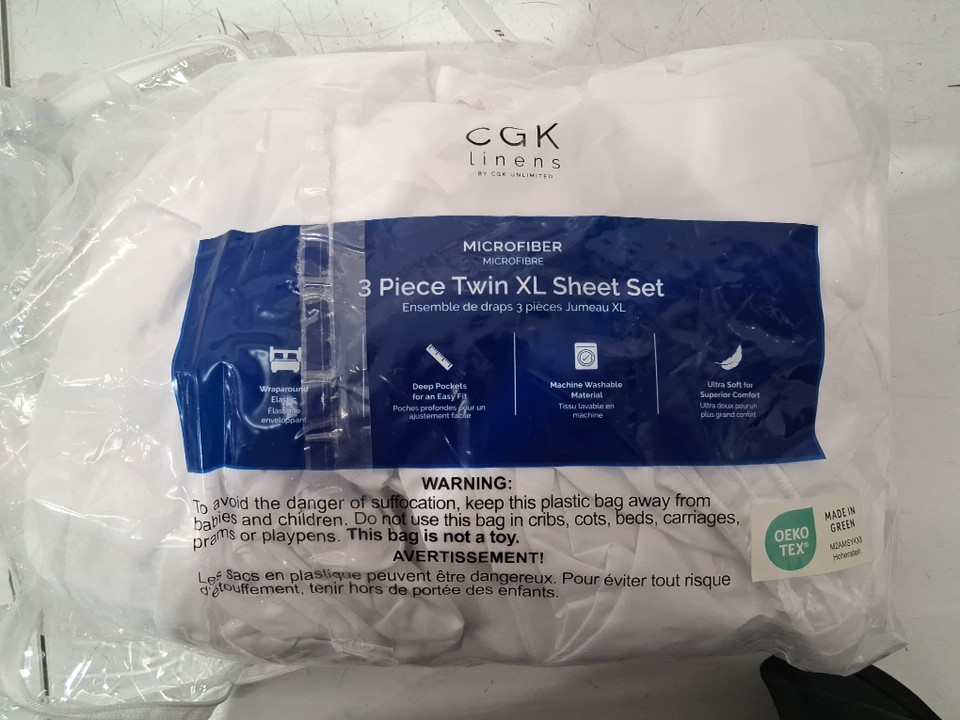 CGK
linens
BY CGK UNLIMITED
MICROFIBER
MICROFIBRE
3 Piece Twin XL Sheet Set
Ensemble de draps 3 pièces Jumeau XL
Wraparound
Elastic
Élastique
enveloppant
Deep Pockets
for an Easy Fit
Poches profondes pour un
ajustement facile
Machine Washable
Material
Tissu lavable en
machine
Ultra Soft for
Superior Comfort
Ultra doux pour un
plus grand confort
WARNING:
To avoid the danger of suffocation, keep this plastic bag away from
babies and children. Do not use this bag in cribs, cots, beds, carriages,
prams or playpens. This bag is not a toy.
AVERTISSEMENT!
Les Sacs en plastique peuvent être dangereux. Pour éviter tout risque
d'étouffement, tenir hors de portée des enfants.
OEKO
TEX®
MADE IN
GREEN
Hohenstein